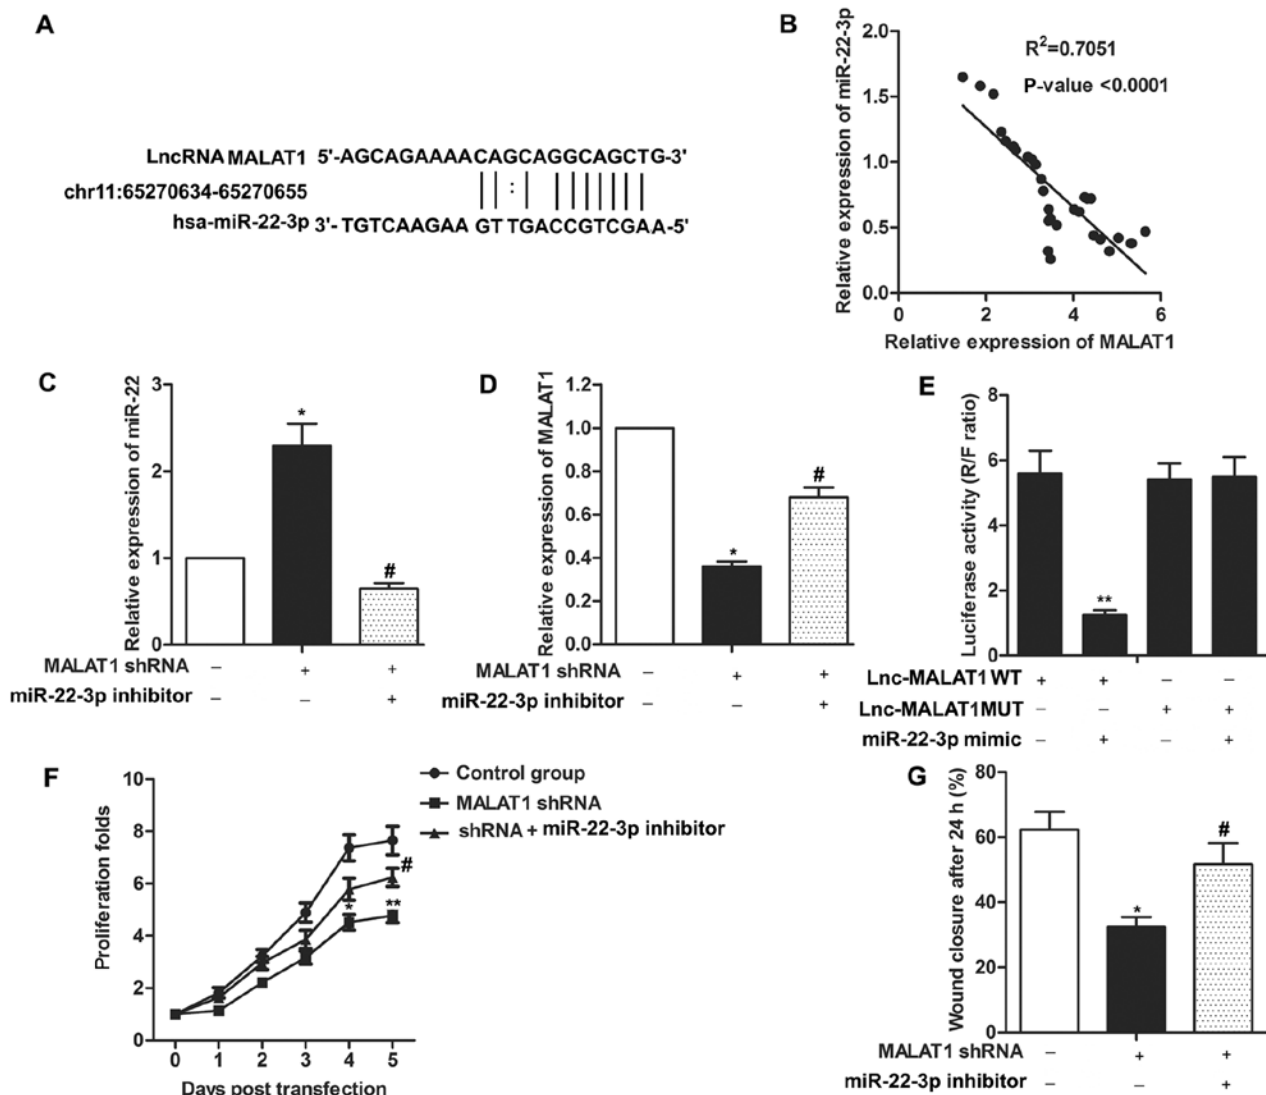 A
LncRNA MALAT1 5'-AGCAGAAAACAGCAGGCAGCTG-3'
chr11:65270634-65270655
hsa-miR-22-3p 3'- TGTCAAGAA GTTGACCGTCGAA-5'
B
Relative expression of miR-22-3p
2.0
1.5
1.0
0.5
0.0
R²=0.7051
P-value <0.0001
0 2 4 6
Relative expression of MALAT1
C
Relative expression of miR-22
3
2
1
0
*
#
MALAT1 shRNA – + +
miR-22-3p inhibitor – – +
D
Relative expression of MALAT1
1.2
1.0
0.8
0.6
0.4
0.2
0.0
*
#
MALAT1 shRNA – + +
miR-22-3p inhibitor – – +
E
Luciferase activity (R/F ratio)
8
6
4
2
0
**
Lnc-MALAT1WT + + – –
Lnc-MALAT1MUT – – + +
miR-22-3p mimic – + – +
F
Proliferation folds
10
8
6
4
2
0
Control group
MALAT1 shRNA
shRNA + miR-22-3p inhibitor
#
* **
0 1 2 3 4 5
Days post transfection
G
Wound closure after 24 h (%)
80
60
40
20
0
*
#
MALAT1 shRNA – + +
miR-22-3p inhibitor – – +